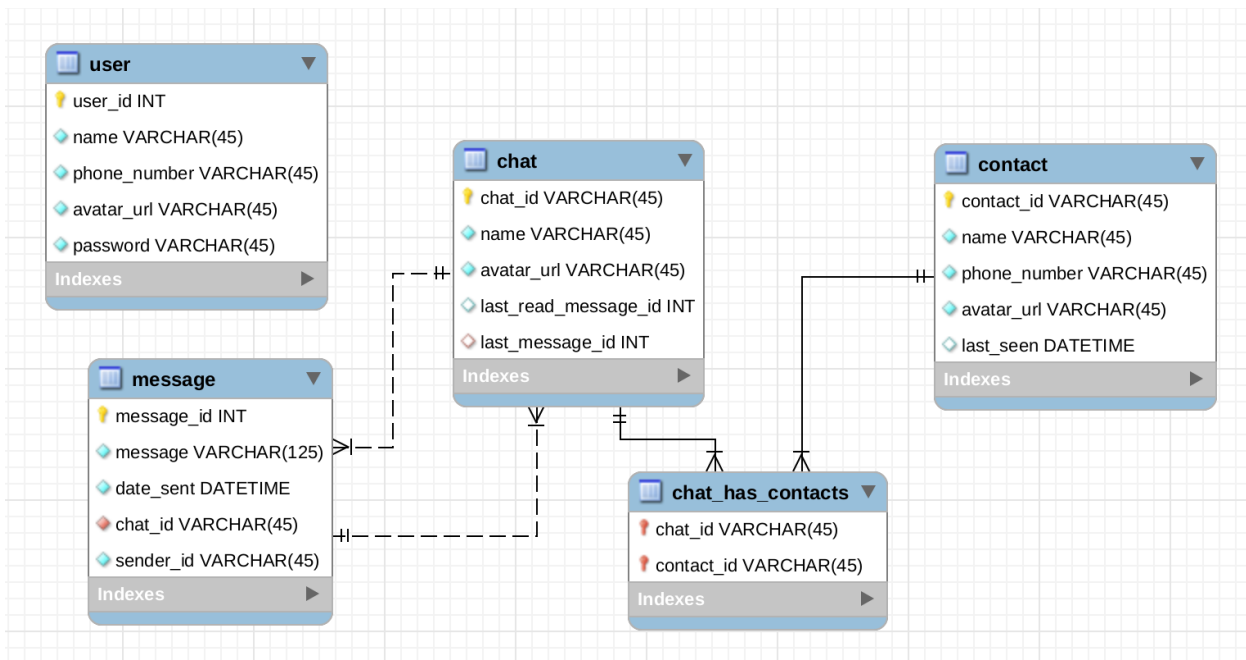 user
user_id INT
name VARCHAR(45)
phone_number VARCHAR(45)
avatar_url VARCHAR(45)
password VARCHAR(45)
Indexes
message
message_id INT
message VARCHAR(125)
date_sent DATETIME
chat_id VARCHAR(45)
sender_id VARCHAR(45)
Indexes
chat
chat_id VARCHAR(45)
name VARCHAR(45)
avatar_url VARCHAR(45)
last_read_message_id INT
last_message_id INT
Indexes
chat_has_contacts
chat_id VARCHAR(45)
contact_id VARCHAR(45)
Indexes
contact
contact_id VARCHAR(45)
name VARCHAR(45)
phone_number VARCHAR(45)
avatar_url VARCHAR(45)
last_seen DATETIME
Indexes